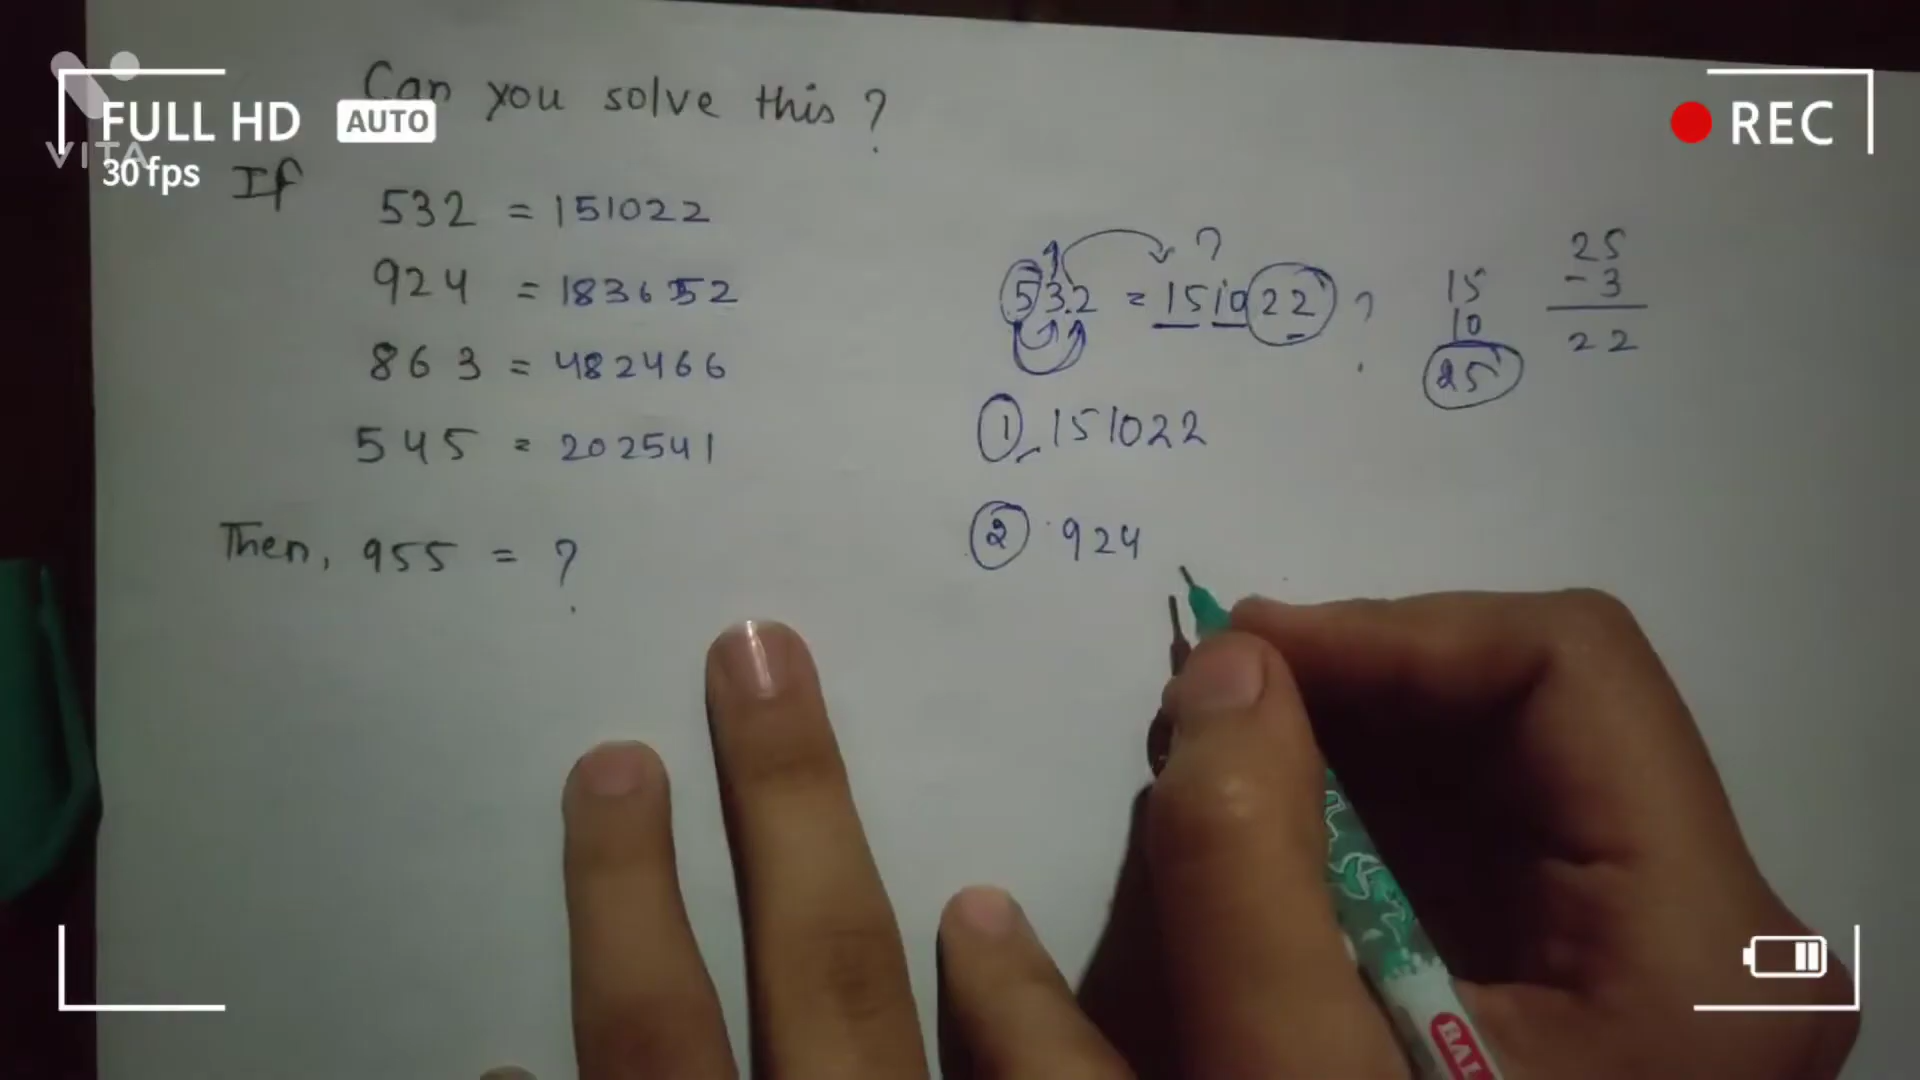 FULL HD AUTO
30 fps
VITA
REC
Can you solve this ?
If
532 = 151022
924 = 183652
863 = 482466
545 = 202541
Then, 955 = ?
532 = 151022 ?
?
15
10
25
25
- 3
22
1 151022
2 924